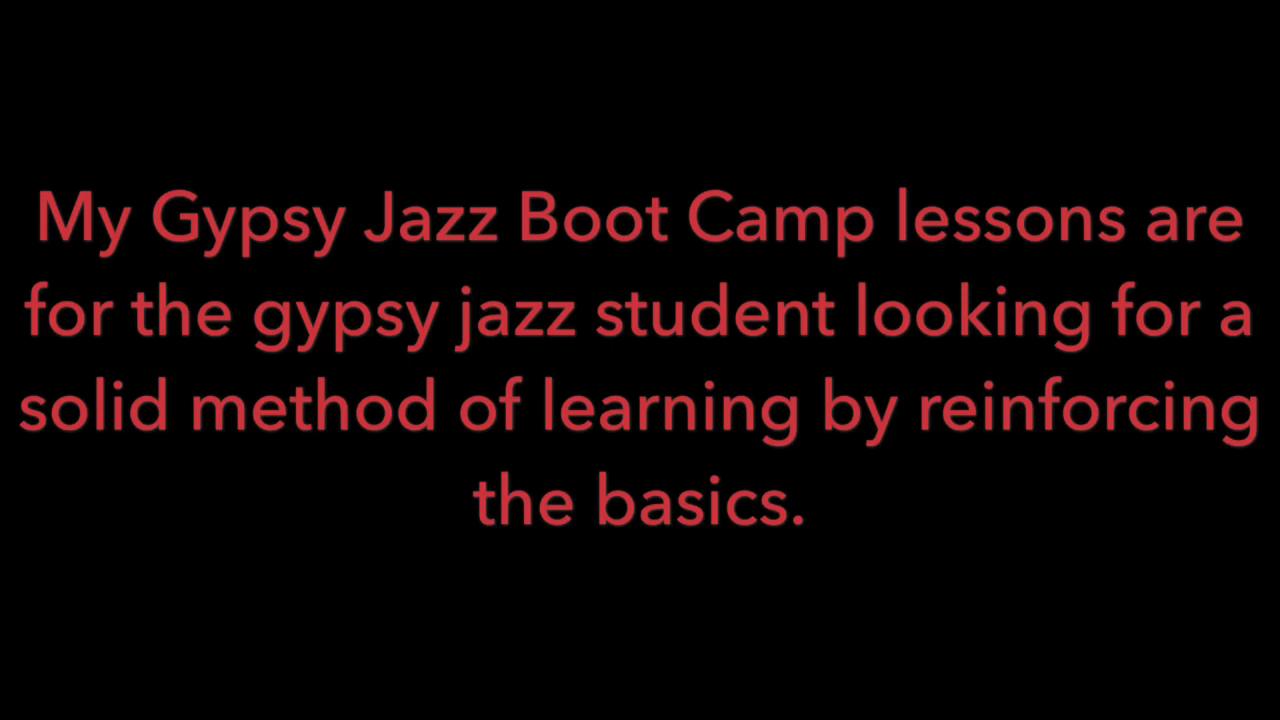 My Gypsy Jazz Boot Camp lessons are
for the gypsy jazz student looking for a
solid method of learning by reinforcing
the basics.